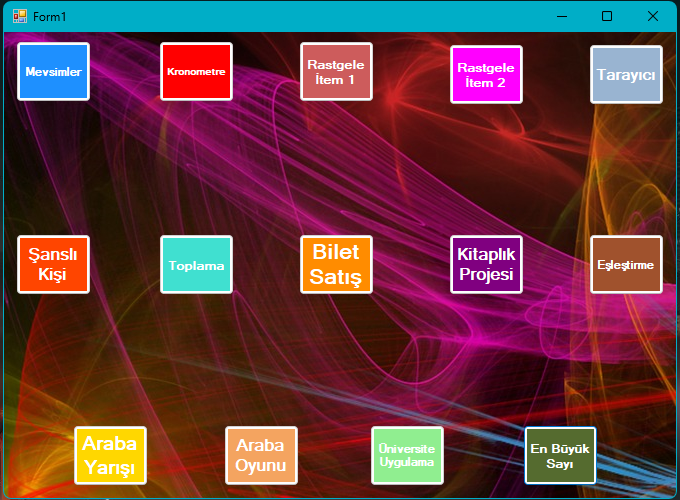 Form1
Mevsimler
Kronometre
Rastgele
İtem 1
Rastgele
İtem 2
Tarayıcı
Şanslı
Kişi
Toplama
Bilet
Satış
Kitaplık
Projesi
Eşleştirme
Araba
Yarışı
Araba
Oyunu
Üniversite
Uygulama
En Büyük
Sayı